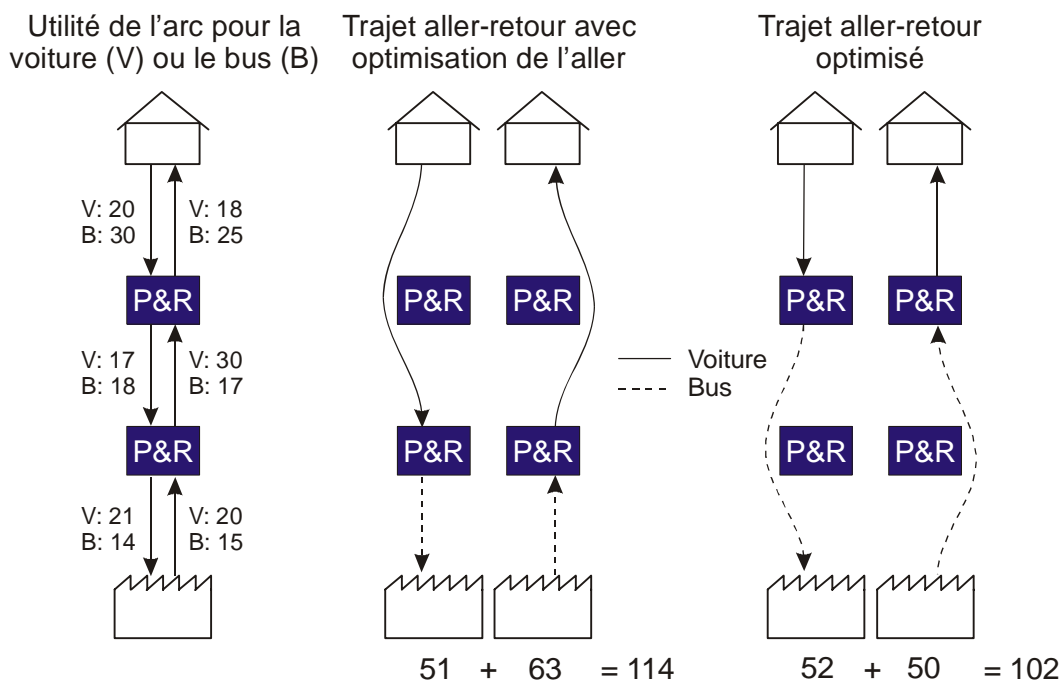 Utilité de l'arc pour la
voiture (V) ou le bus (B)
V: 20
B: 30
V: 18
B: 25
P&R
V: 17
B: 18
V: 30
B: 17
P&R
V: 21
B: 14
V: 20
B: 15
Trajet aller-retour avec
optimisation de l'aller
P&R
P&R
P&R
P&R
51 + 63 = 114
Voiture
Bus
Trajet aller-retour
optimisé
P&R
P&R
P&R
P&R
52 + 50 = 102